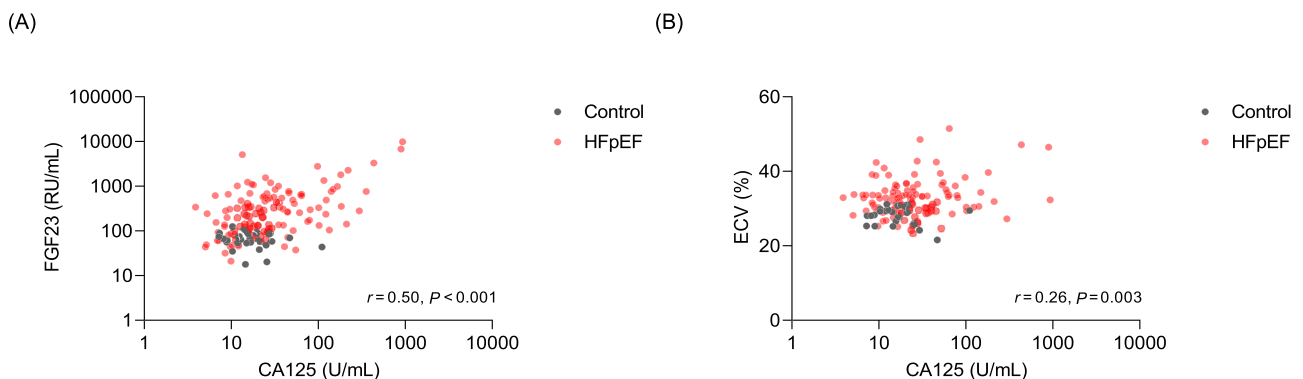 (A)
FGF23 (RU/mL)
100000
10000
1000
100
10
1
1 10 100 1000 10000
CA125 (U/mL)
r = 0.50, P < 0.001
Control
HFpEF
(B)
ECV (%)
60
40
20
0
1 10 100 1000 10000
CA125 (U/mL)
r = 0.26, P = 0.003
Control
HFpEF